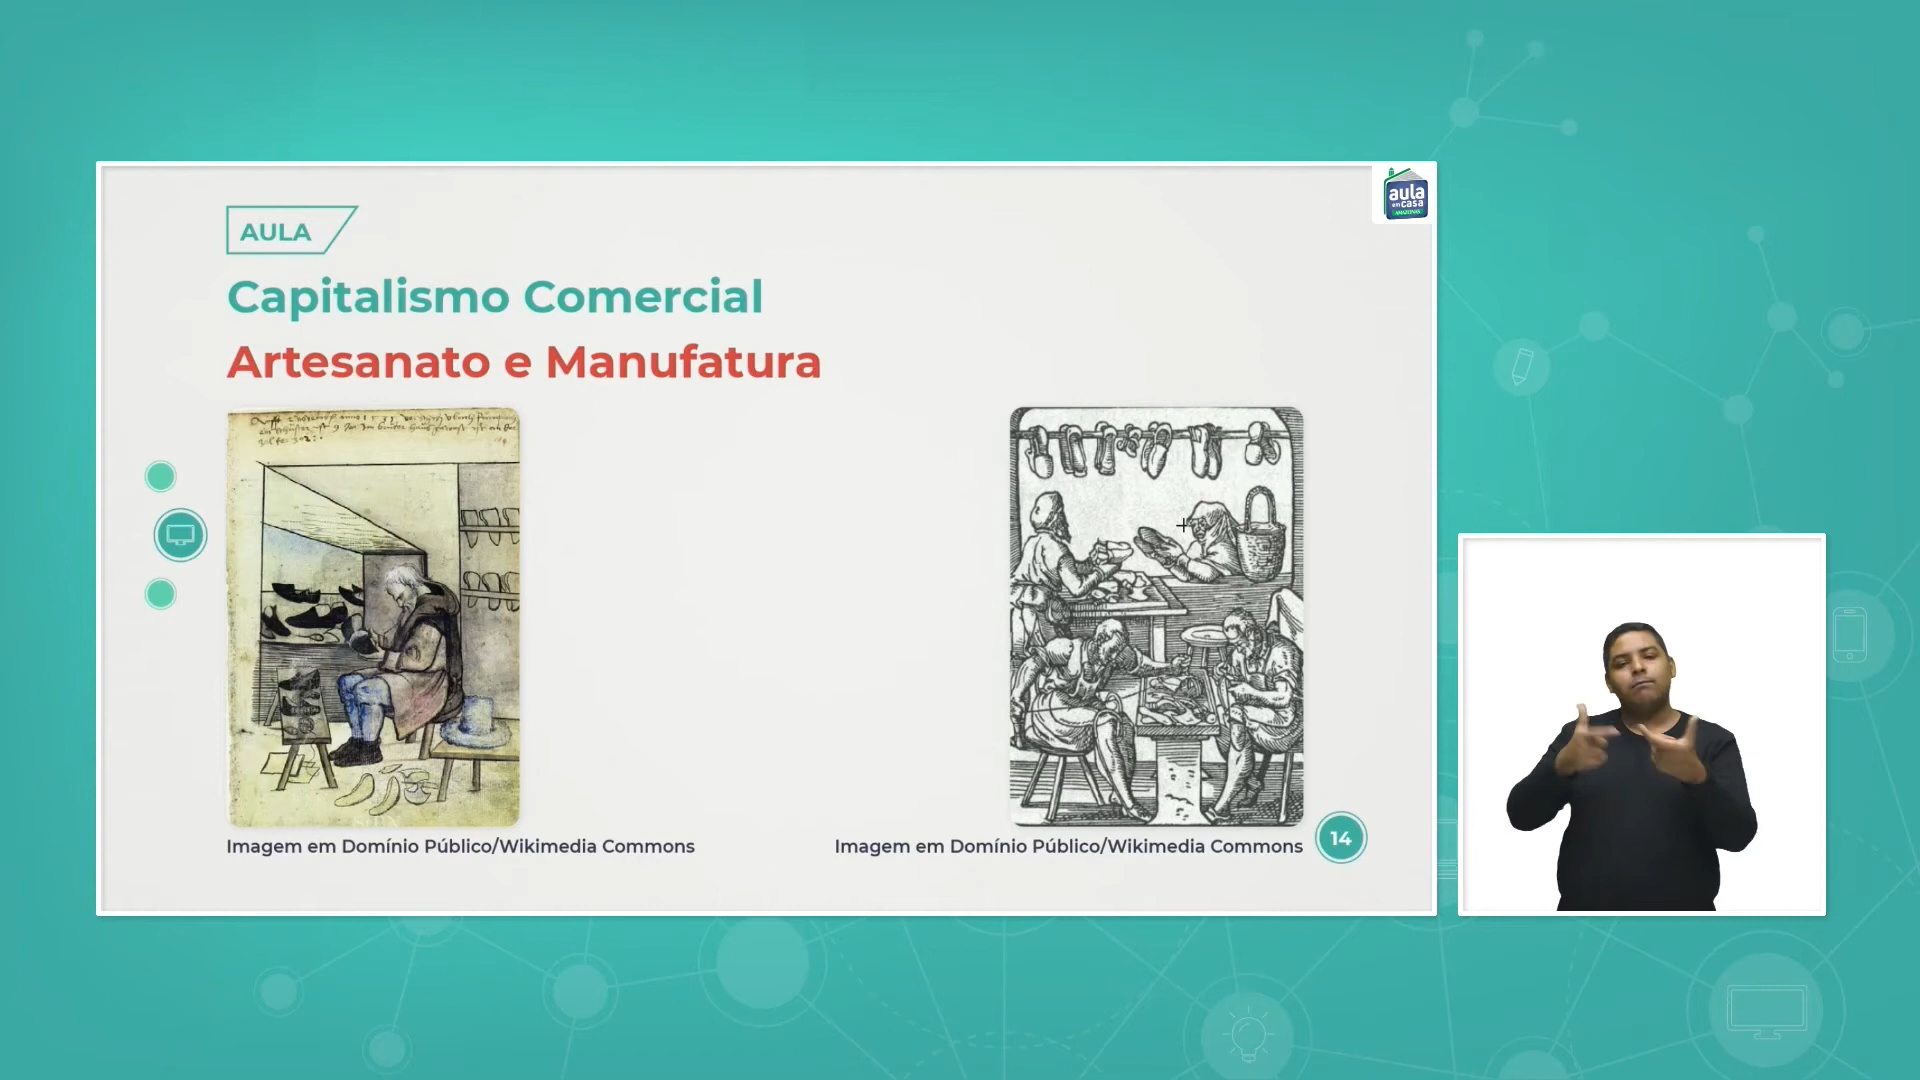 aula
em casa
AMAZONAS
AULA
Capitalismo Comercial
Artesanato e Manufatura
Imagem em Domínio Público/Wikimedia Commons
Imagem em Domínio Público/Wikimedia Commons
14